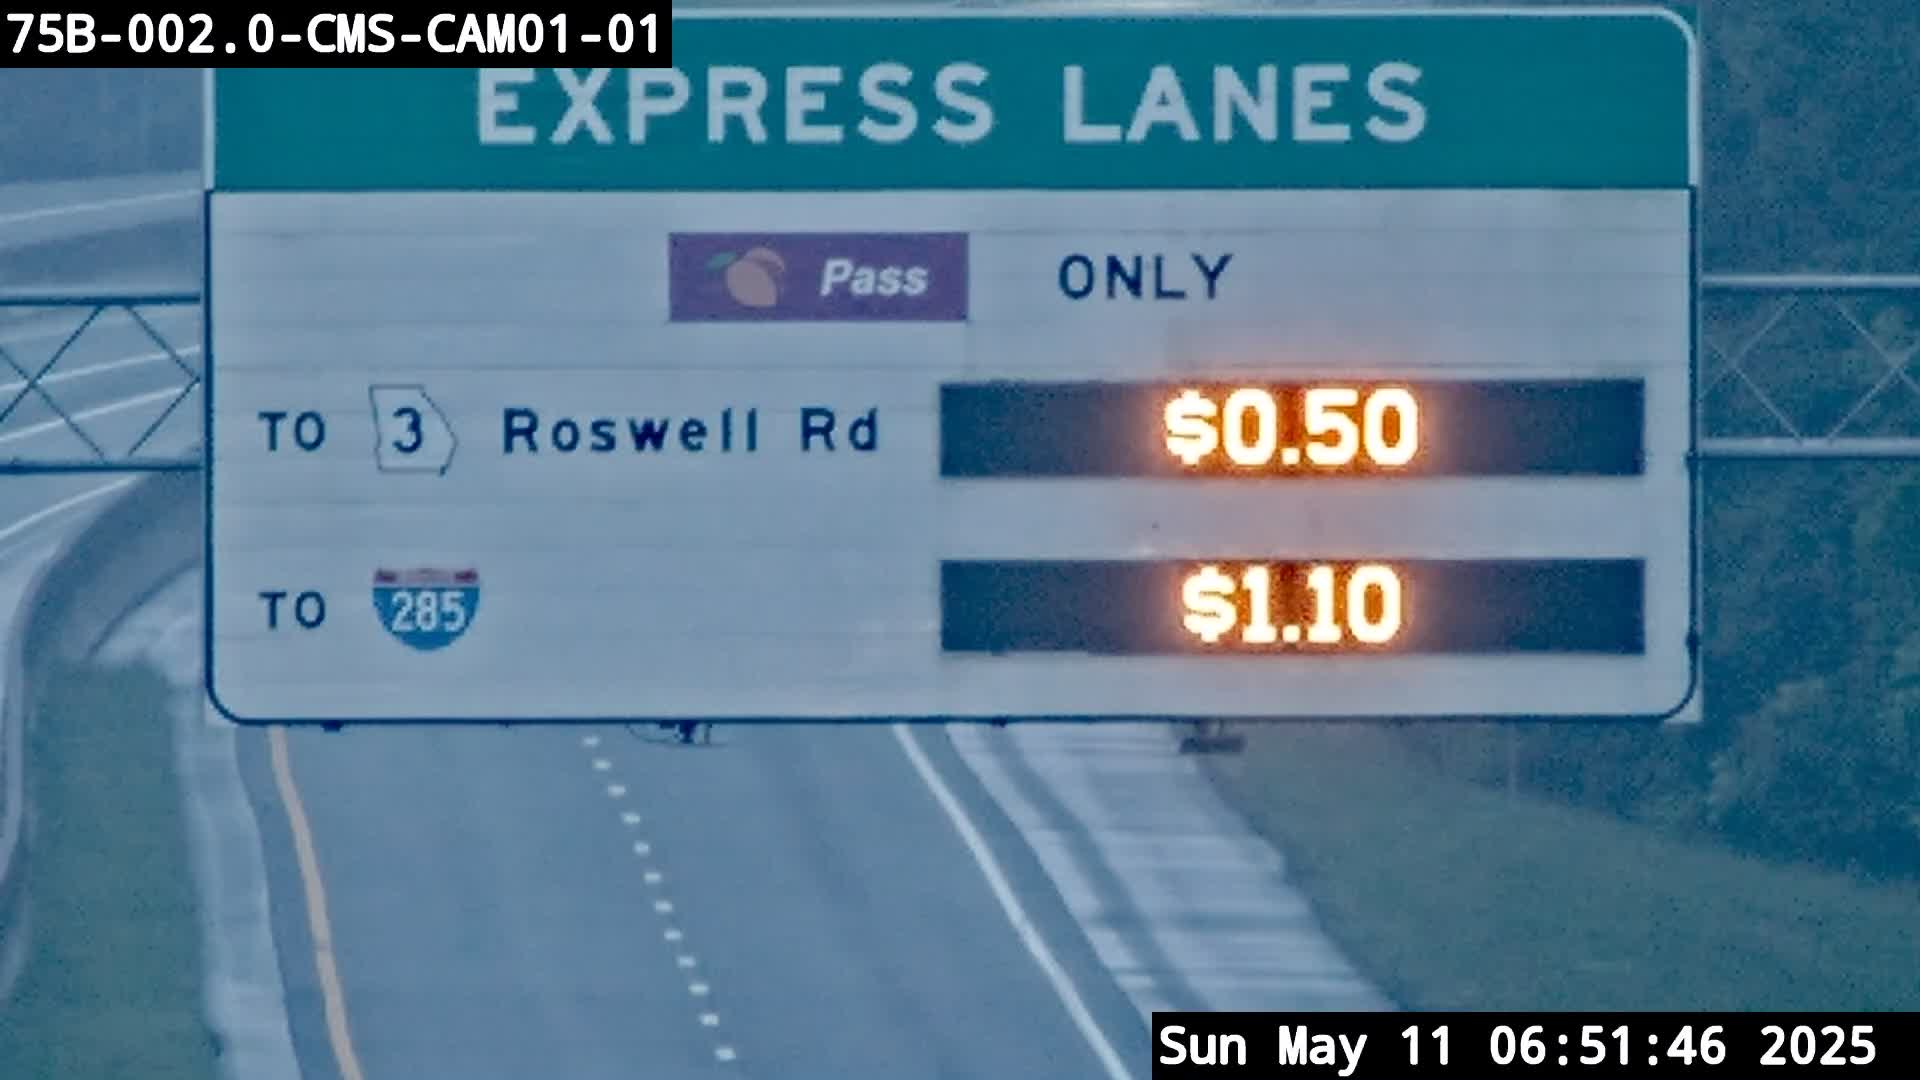 75B-002.0-CMS-CAM01-01
EXPRESS LANES
Pass ONLY
TO 3 Roswell Rd $0.50
TO 285 $1.10
Sun May 11 06:51:46 2025